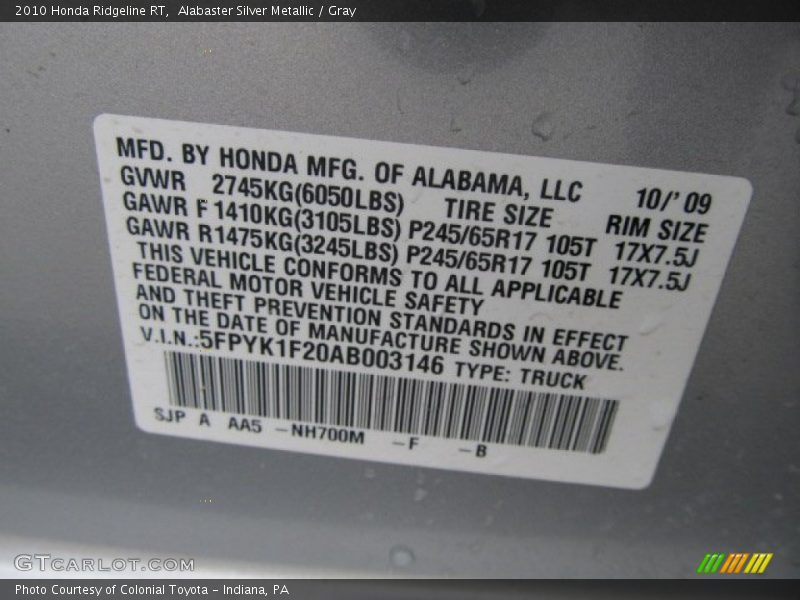 2010 Honda Ridgeline RT,  Alabaster Silver Metallic / Gray
MFD. BY HONDA MFG. OF ALABAMA, LLC 10/' 09
GVWR 2745KG(6050LBS) TIRE SIZE RIM SIZE
GAWR F 1410KG(3105LBS) P245/65R17 105T 17X7.5J
GAWR R1475KG(3245LBS) P245/65R17 105T 17X7.5J
THIS VEHICLE CONFORMS TO ALL APPLICABLE
FEDERAL MOTOR VEHICLE SAFETY
AND THEFT PREVENTION STANDARDS IN EFFECT
ON THE DATE OF MANUFACTURE SHOWN ABOVE.
V.I.N.:5FPYK1F20AB003146 TYPE: TRUCK
SJP A AA5 -NH700M -F -B
GTCARLOT.COM
Photo Courtesy of Colonial Toyota - Indiana, PA